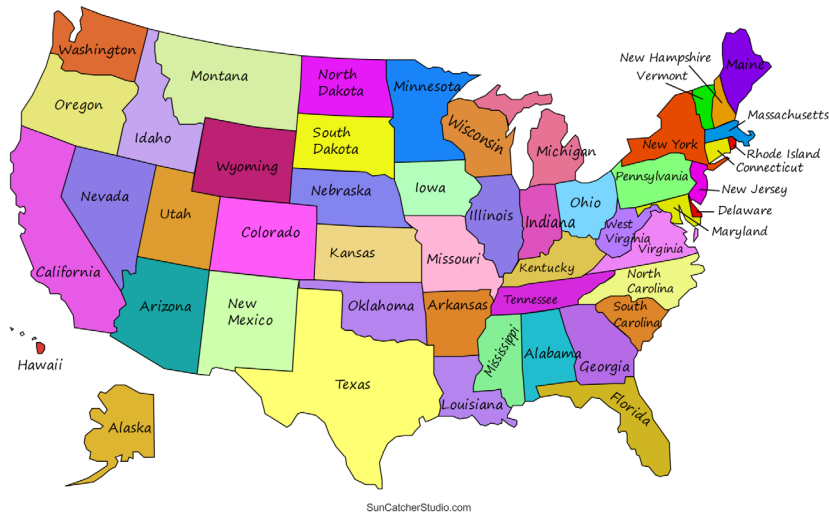 Washington
Montana
North
Dakota
Minnesota
New Hampshire
Vermont
Maine
Oregon
Idaho
South
Dakota
Wisconsin
Michigan
New York
Massachusetts
Rhode Island
Connecticut
Wyoming
Nebraska
Iowa
Pennsylvania
New Jersey
Nevada
Utah
Colorado
Illinois
Indiana
Ohio
West
Virginia
Virginia
Delaware
Maryland
California
Kansas
Missouri
Kentucky
North
Carolina
Arizona
New
Mexico
Oklahoma
Arkansas
Tennessee
South
Carolina
Hawaii
Texas
Louisiana
Mississippi
Alabama
Georgia
Florida
Alaska
SunCatcherStudio.com